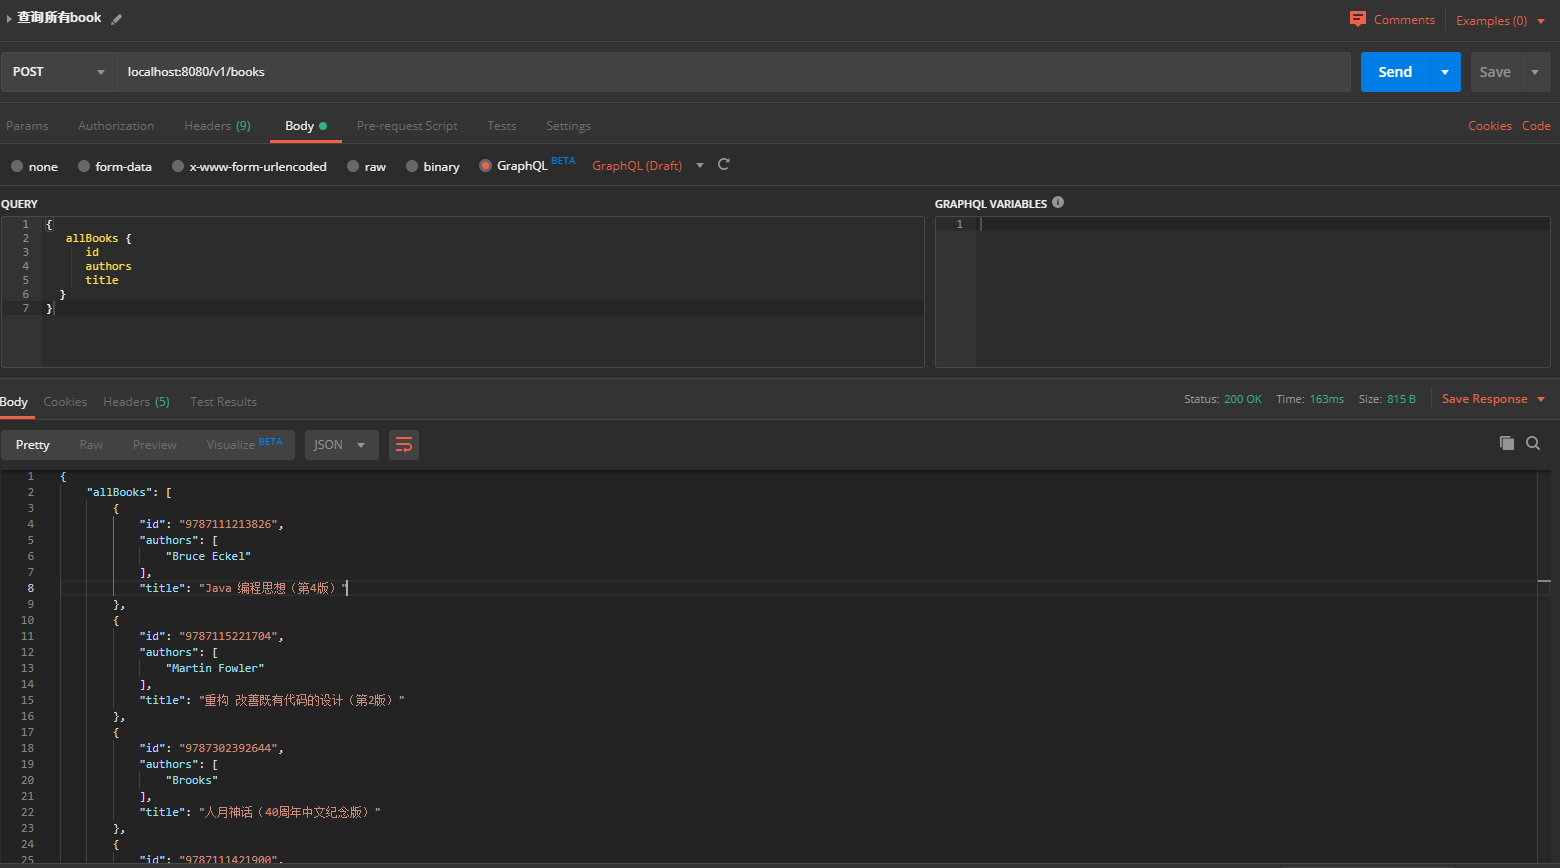 查询所有book
Comments
Examples (0)
POST
localhost:8080/v1/books
Send
Save
Params Authorization Headers (9) Body Pre-request Script Tests Settings
Cookies Code
none form-data x-www-form-urlencoded raw binary GraphQL BETA GraphQL (Draft)
QUERY
1 {
2 allBooks {
3 id
4 authors
5 title
6 }
7 }
GRAPHQL VARIABLES
1
Body Cookies Headers (5) Test Results
Status: 200 OK Time: 163ms Size: 815 B Save Response
Pretty Raw Preview Visualize BETA JSON
1 {
2 "allBooks": [
3 {
4 "id": "9787111213826",
5 "authors": [
6 "Bruce Eckel"
7 ],
8 "title": "Java 编程思想（第4版）"
9 },
10 {
11 "id": "9787115221704",
12 "authors": [
13 "Martin Fowler"
14 ],
15 "title": "重构 改善既有代码的设计（第2版）"
16 },
17 {
18 "id": "9787302392644",
19 "authors": [
20 "Brooks"
21 ],
22 "title": "人月神话（40周年中文纪念版）"
23 },
24 {
25 "id": "9787111421900",